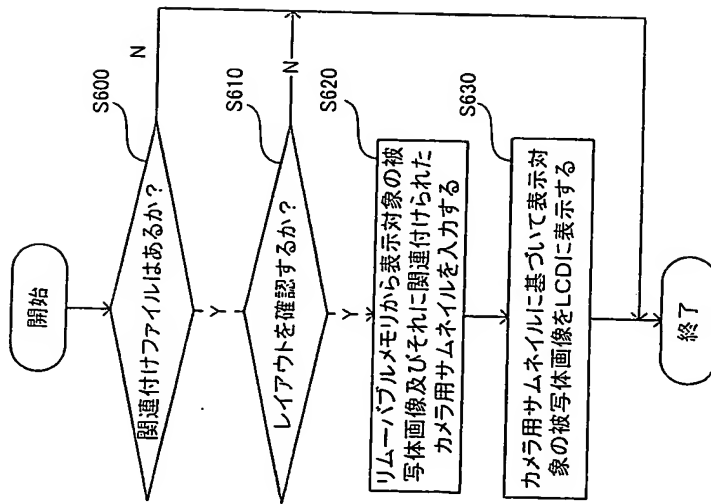 開始
S600
関連付けファイルはあるか?
N
Y
S610
レイアウトを確認するか?
N
Y
S620
リムーバブルメモリから表示対象の被
写体画像及びそれに関連付けられた
カメラ用サムネイルを入力する
S630
カメラ用サムネイルに基づいて表示対
象の被写体画像をLCDに表示する
終了